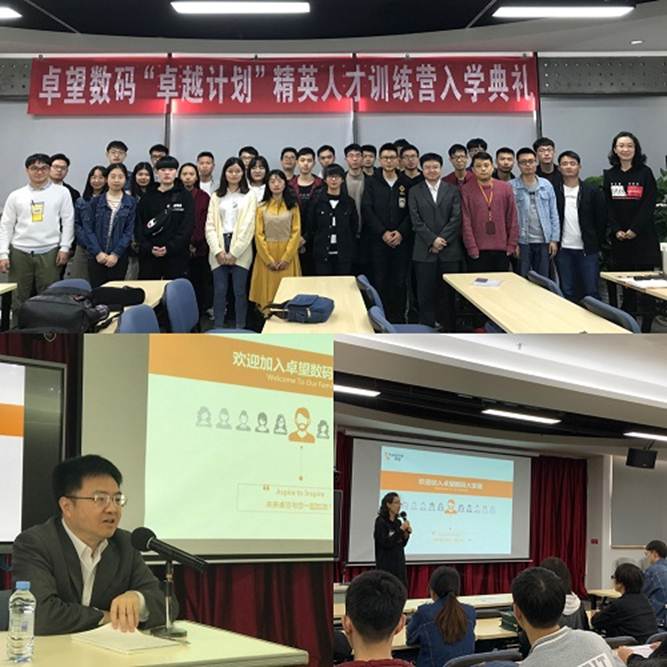 卓望数码“卓越计划”精英人才训练营入学典礼
欢迎加入卓望数码
Welcome To Our Fam
“ Aspire to Inspire
欢迎加入卓望数码大家庭